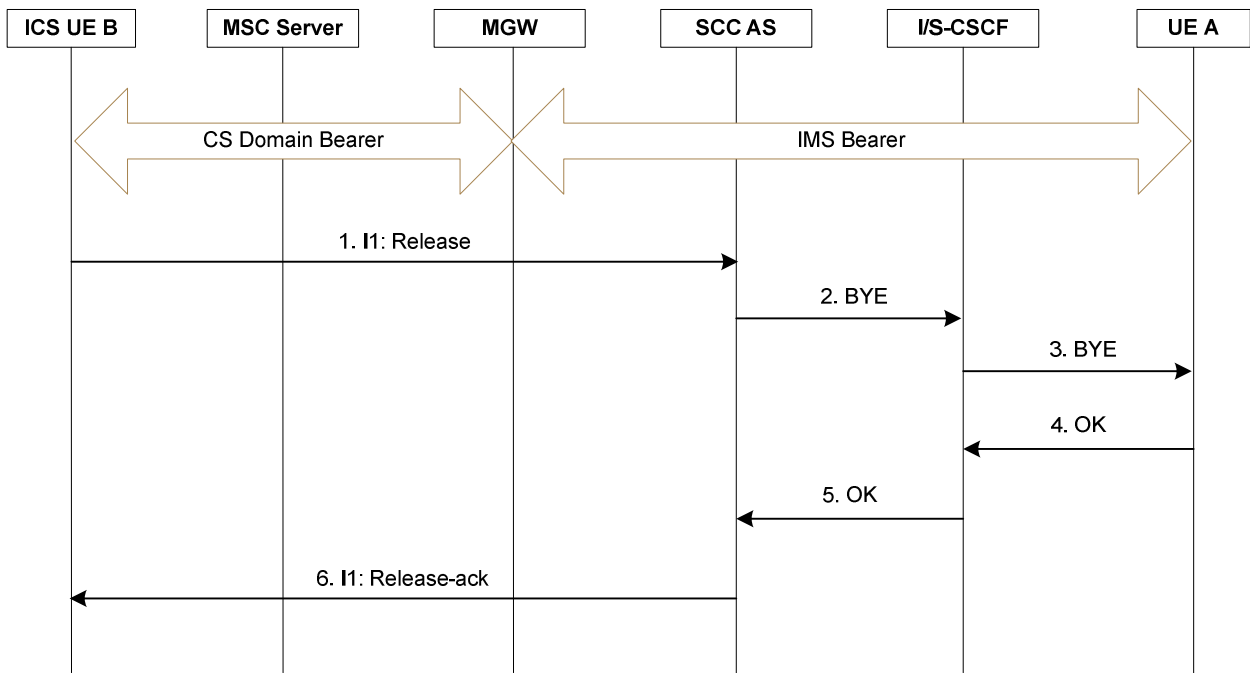 ICS UE B
MSC Server
MGW
SCC AS
I/S-CSCF
UE A
CS Domain Bearer
IMS Bearer
1. I1: Release
2. BYE
3. BYE
4. OK
5. OK
6. I1: Release-ack